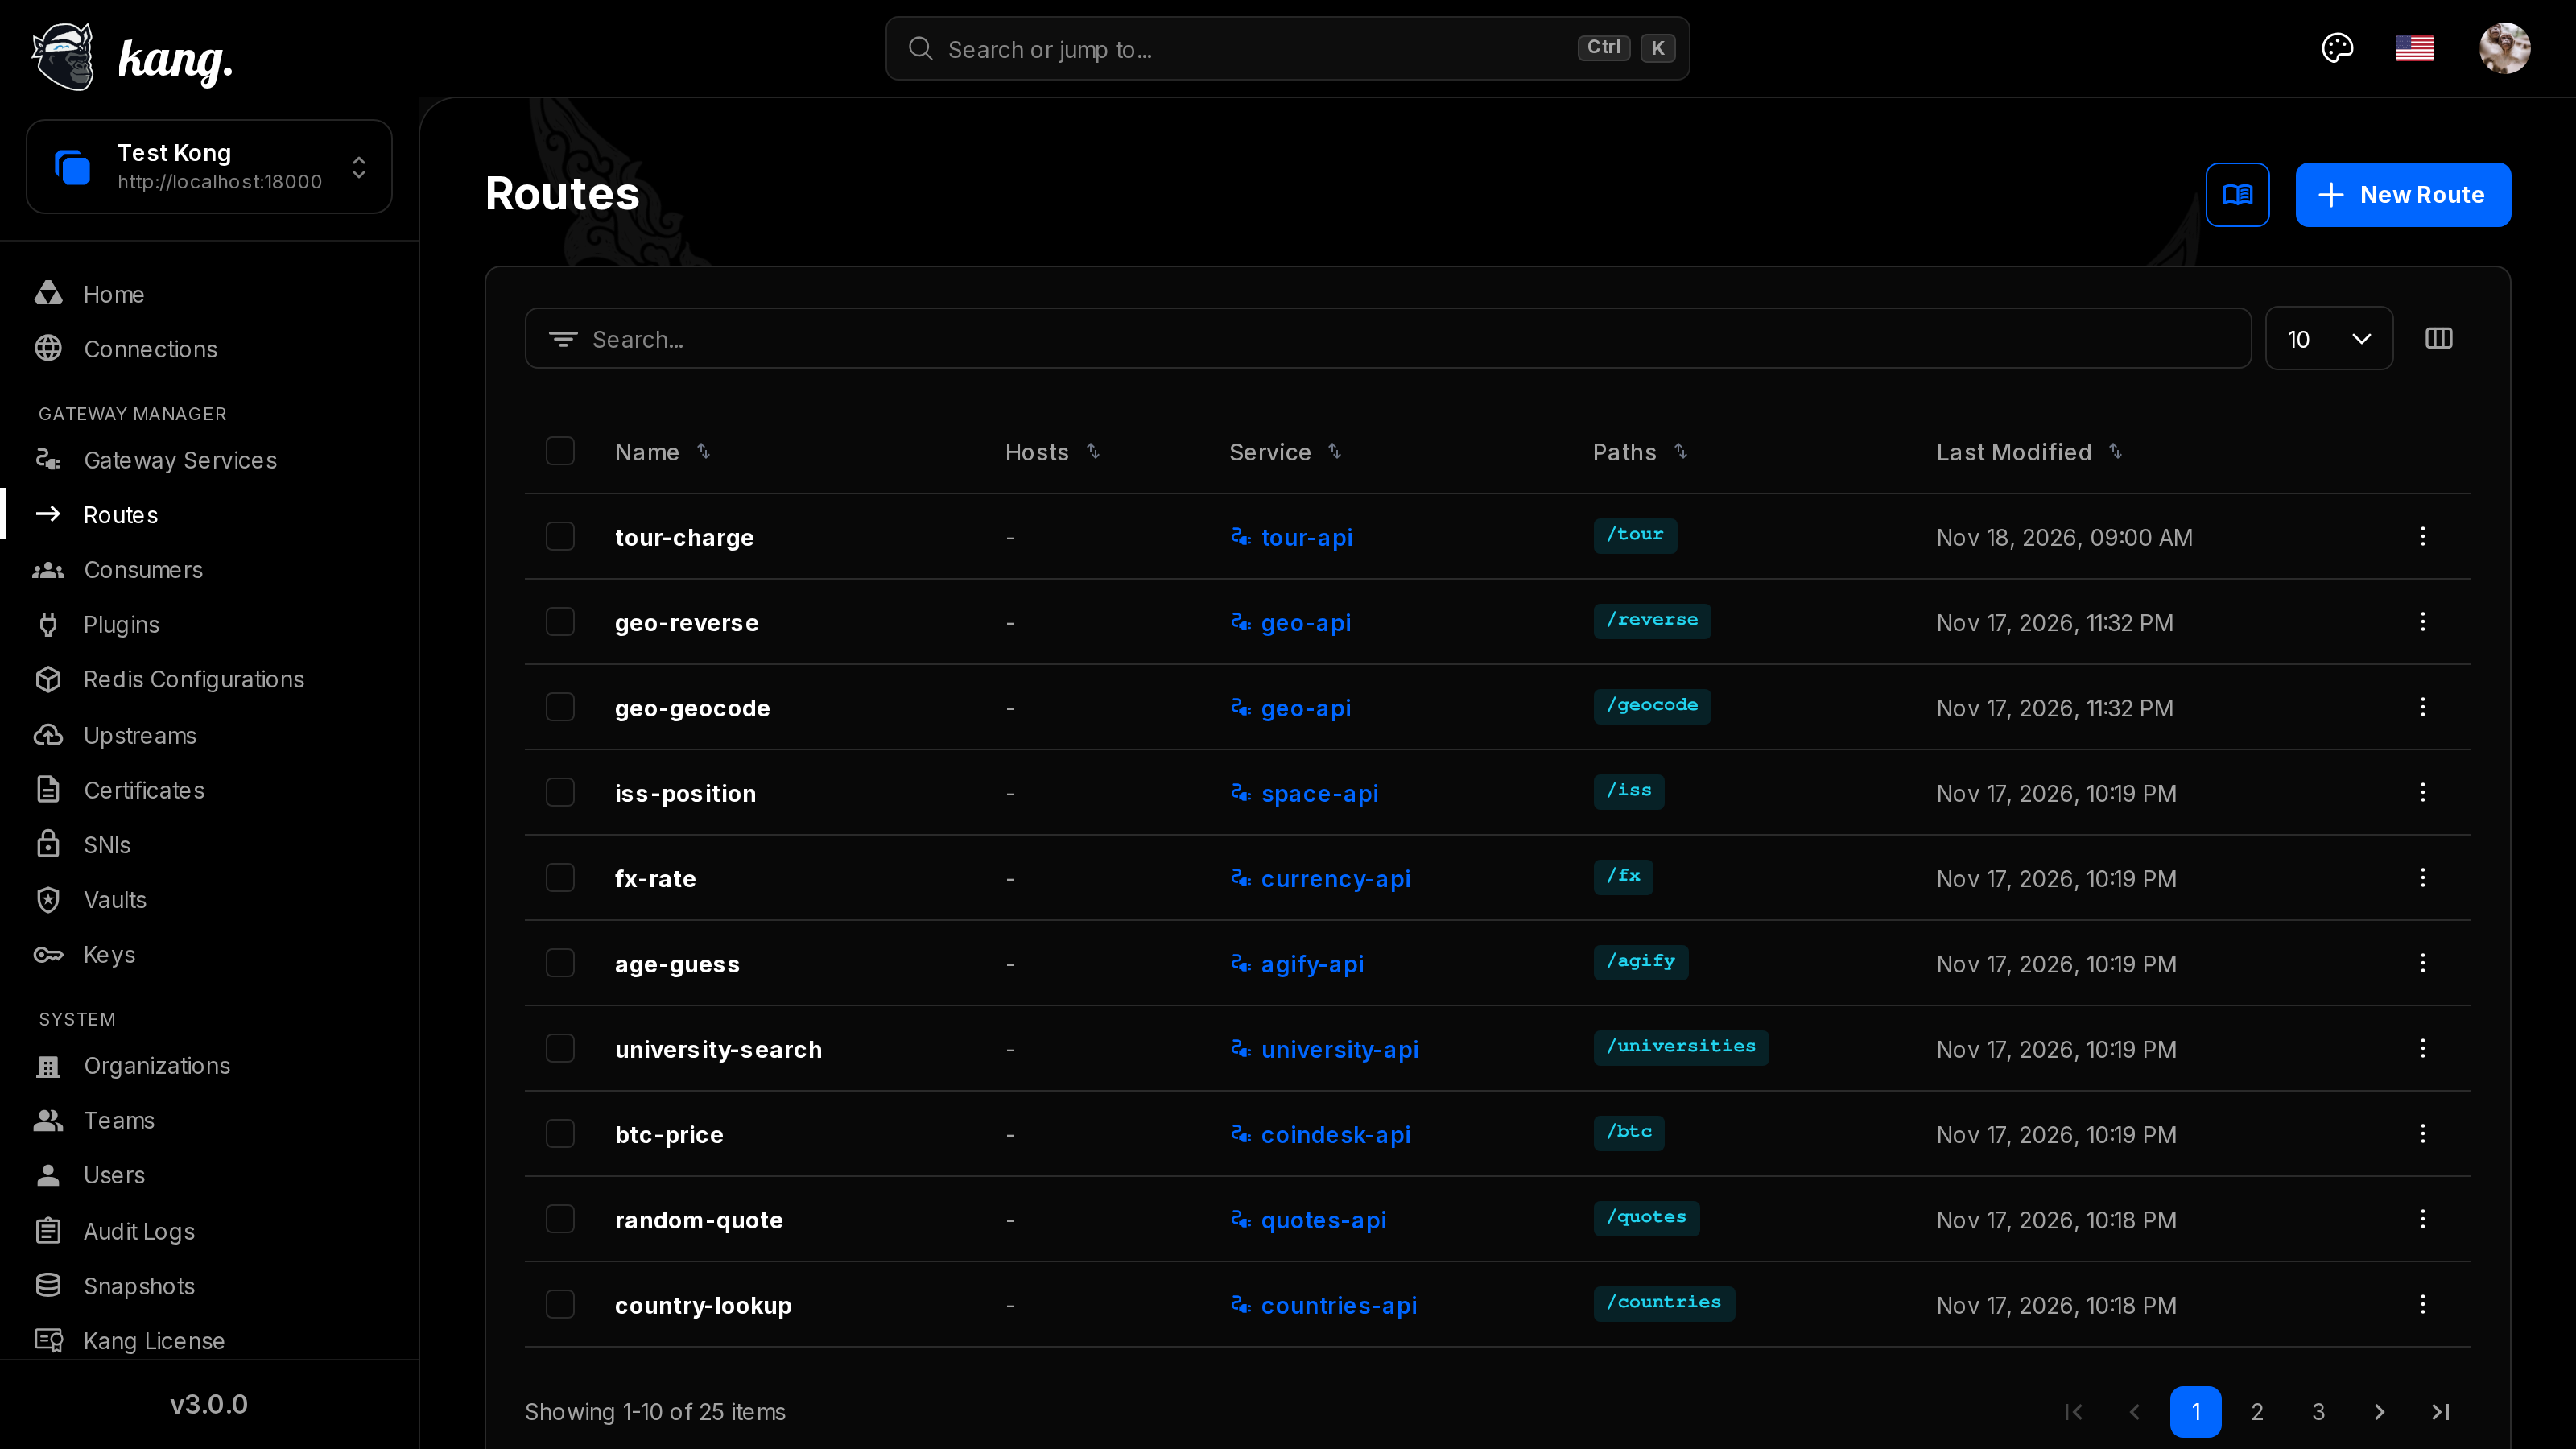 kang.
Search or jump to...
Ctrl K
Test Kong
http://localhost:18000
Home
Connections
GATEWAY MANAGER
Gateway Services
Routes
Consumers
Plugins
Redis Configurations
Upstreams
Certificates
SNIs
Vaults
Keys
SYSTEM
Organizations
Teams
Users
Audit Logs
Snapshots
Kang License
v3.0.0
Routes
New Route
Search...
10
Name Hosts Service Paths Last Modified
tour-charge - tour-api /tour Nov 18, 2026, 09:00 AM
geo-reverse - geo-api /reverse Nov 17, 2026, 11:32 PM
geo-geocode - geo-api /geocode Nov 17, 2026, 11:32 PM
iss-position - space-api /iss Nov 17, 2026, 10:19 PM
fx-rate - currency-api /fx Nov 17, 2026, 10:19 PM
age-guess - agify-api /agify Nov 17, 2026, 10:19 PM
university-search - university-api /universities Nov 17, 2026, 10:19 PM
btc-price - coindesk-api /btc Nov 17, 2026, 10:19 PM
random-quote - quotes-api /quotes Nov 17, 2026, 10:18 PM
country-lookup - countries-api /countries Nov 17, 2026, 10:18 PM
Showing 1-10 of 25 items
1 2 3